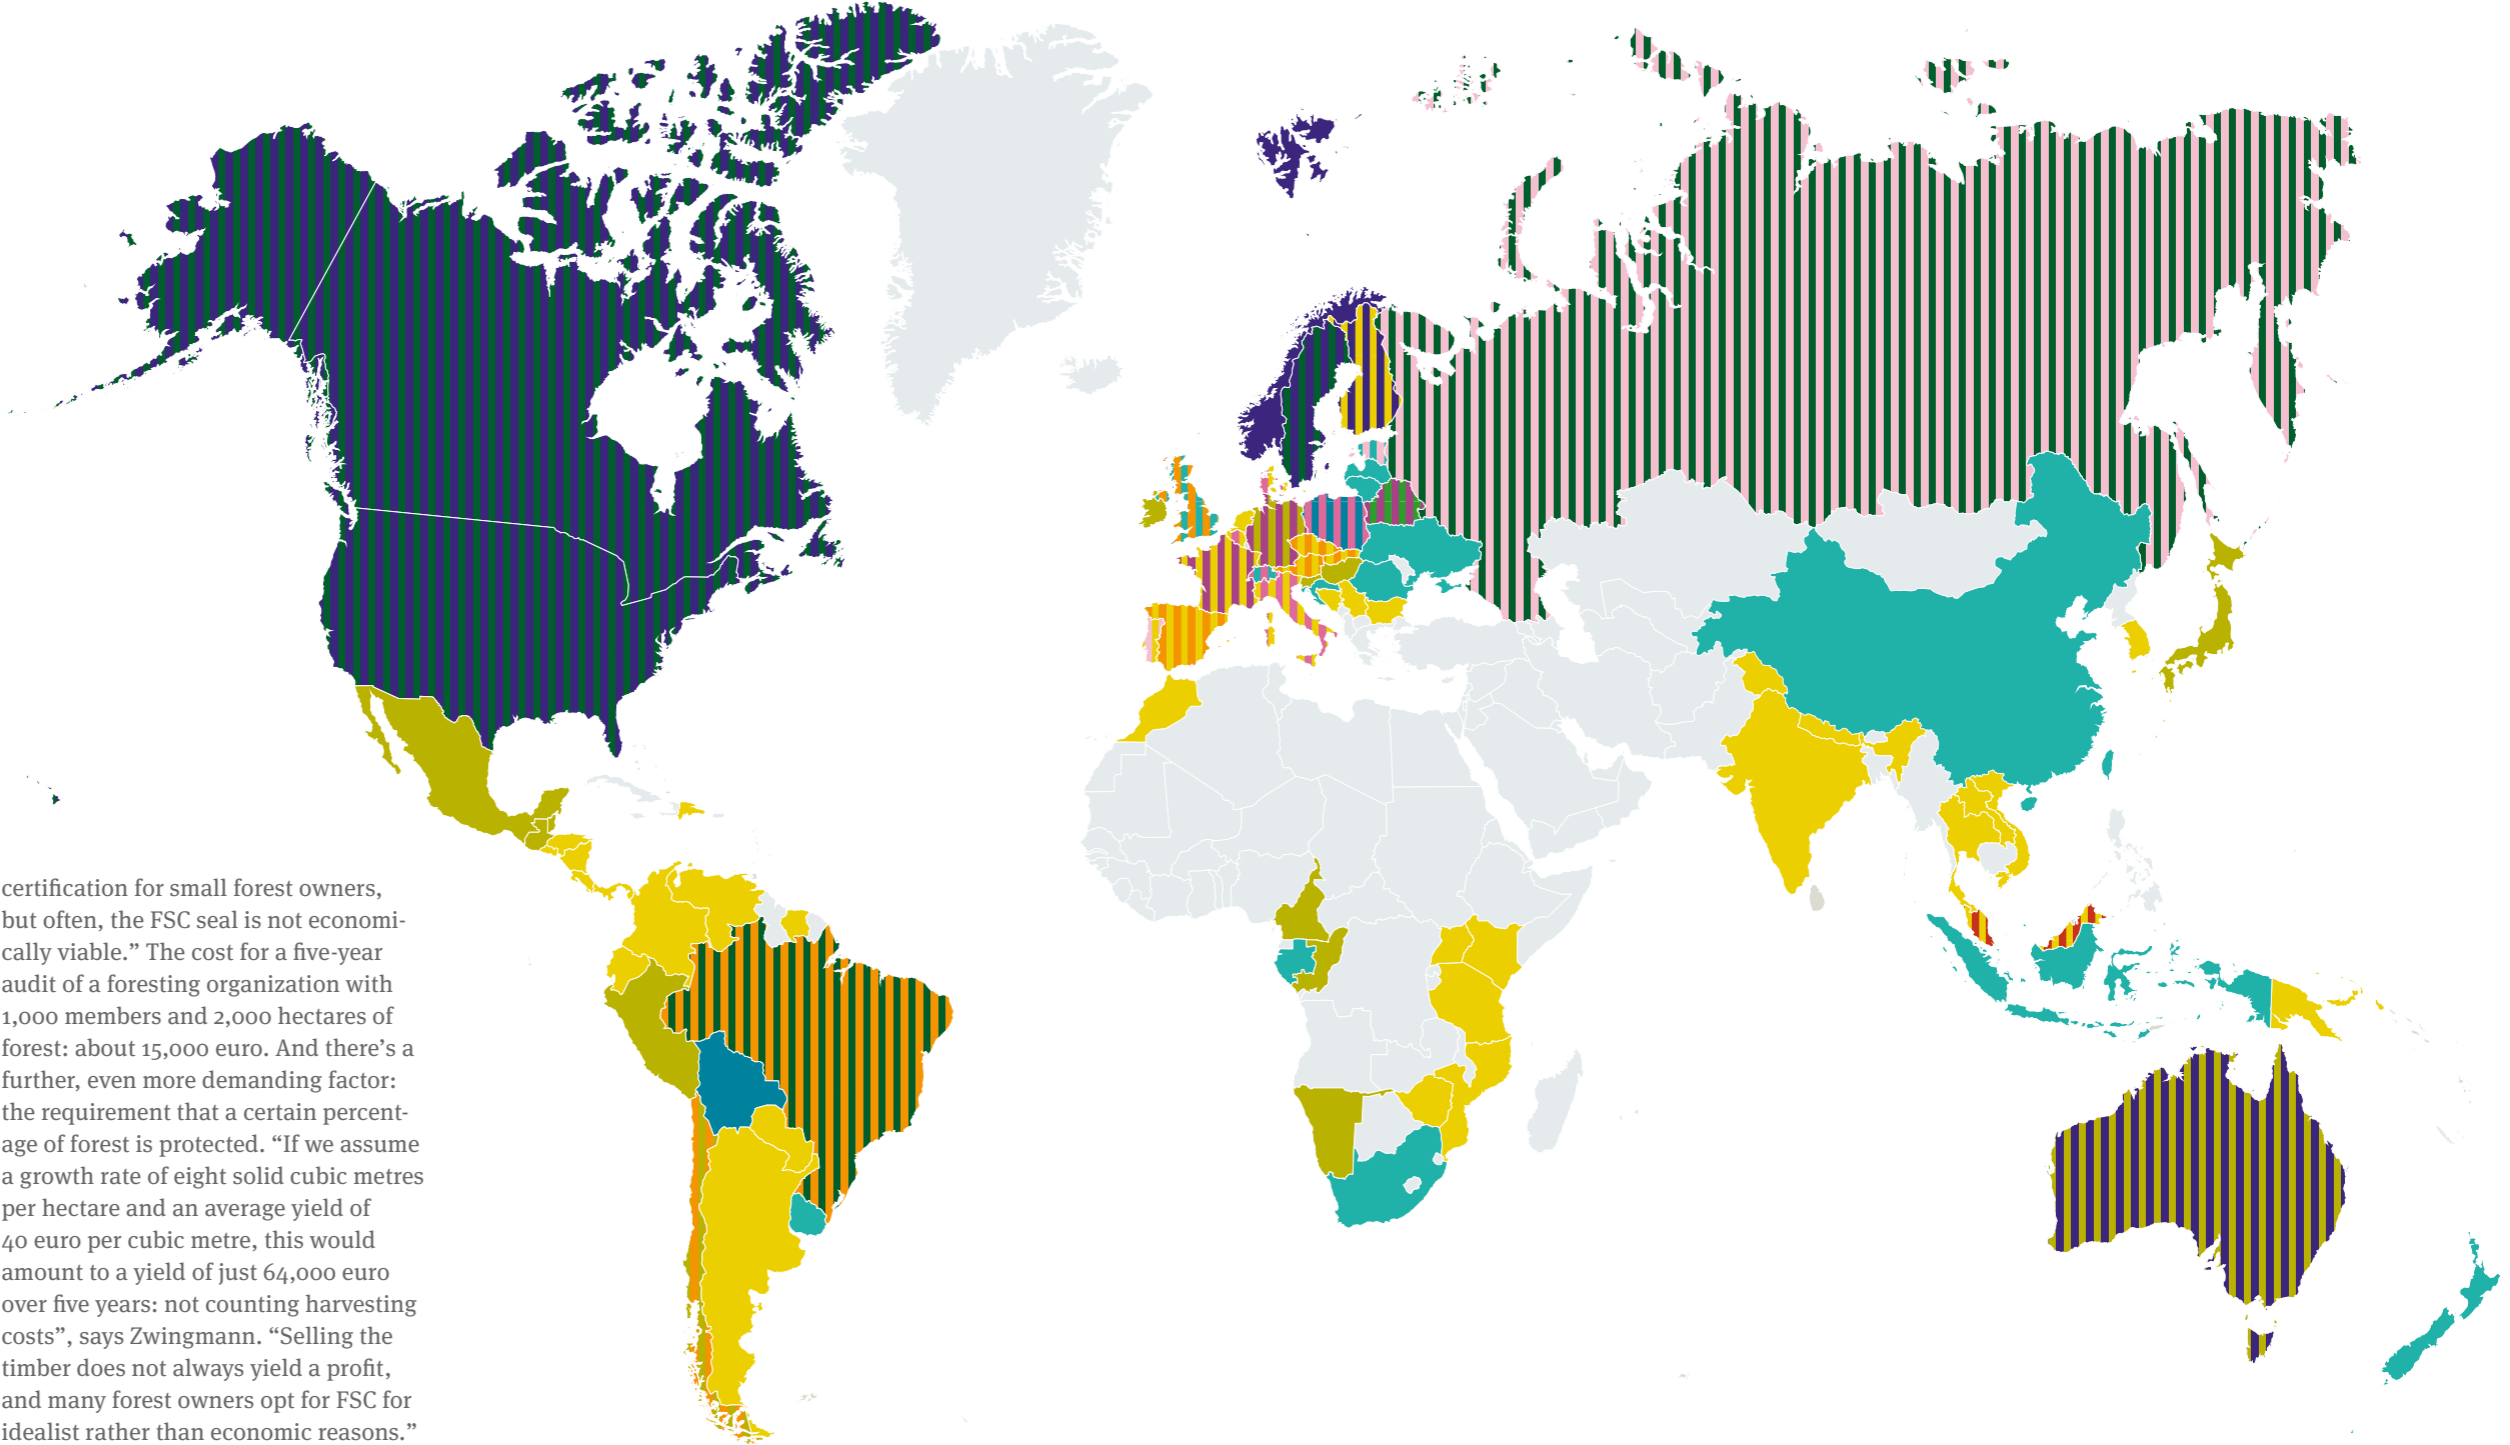 certification for small forest owners,
but often, the FSC seal is not economi-
cally viable.” The cost for a five-year
audit of a foresting organization with
1,000 members and 2,000 hectares of
forest: about 15,000 euro. And there’s a
further, even more demanding factor:
the requirement that a certain percent-
age of forest is protected. “If we assume
a growth rate of eight solid cubic metres
per hectare and an average yield of
40 euro per cubic metre, this would
amount to a yield of just 64,000 euro
over five years: not counting harvesting
costs”, says Zwingmann. “Selling the
timber does not always yield a profit,
and many forest owners opt for FSC for
idealist rather than economic reasons.”